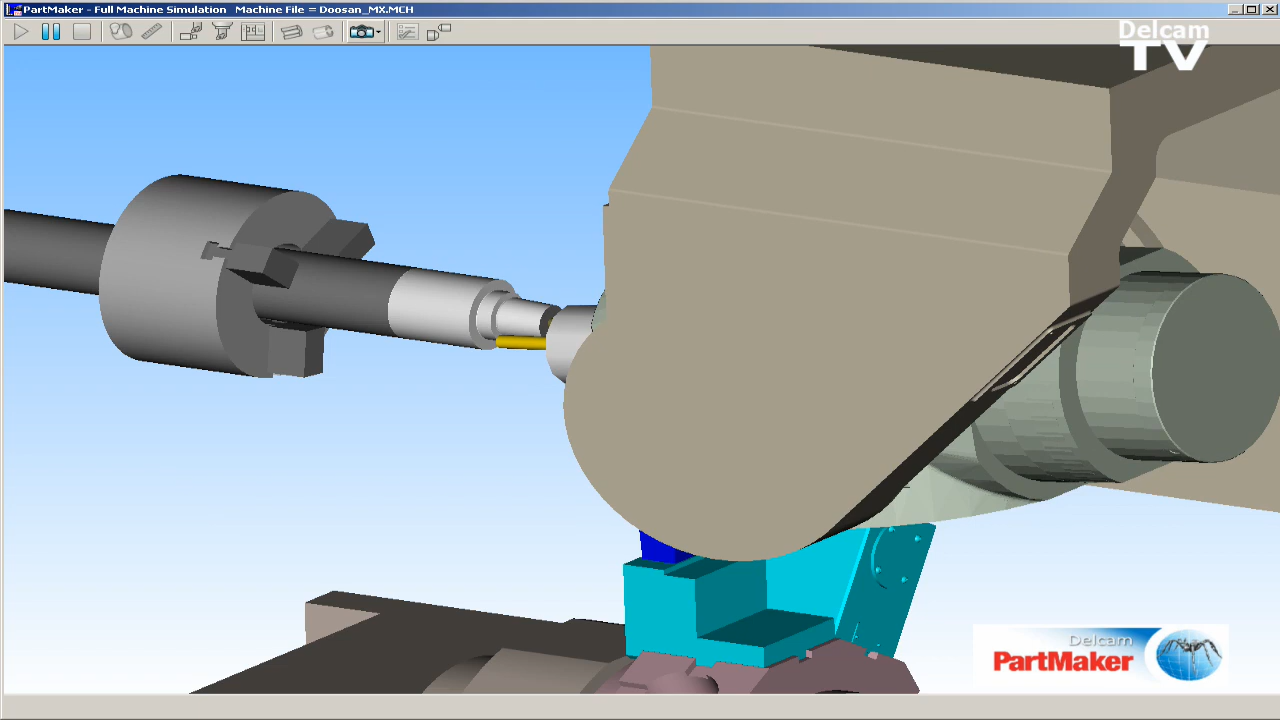 PartMaker - Full Machine Simulation   Machine File = Doosan_MX.MCH
Delcam
TV
Delcam
PartMaker